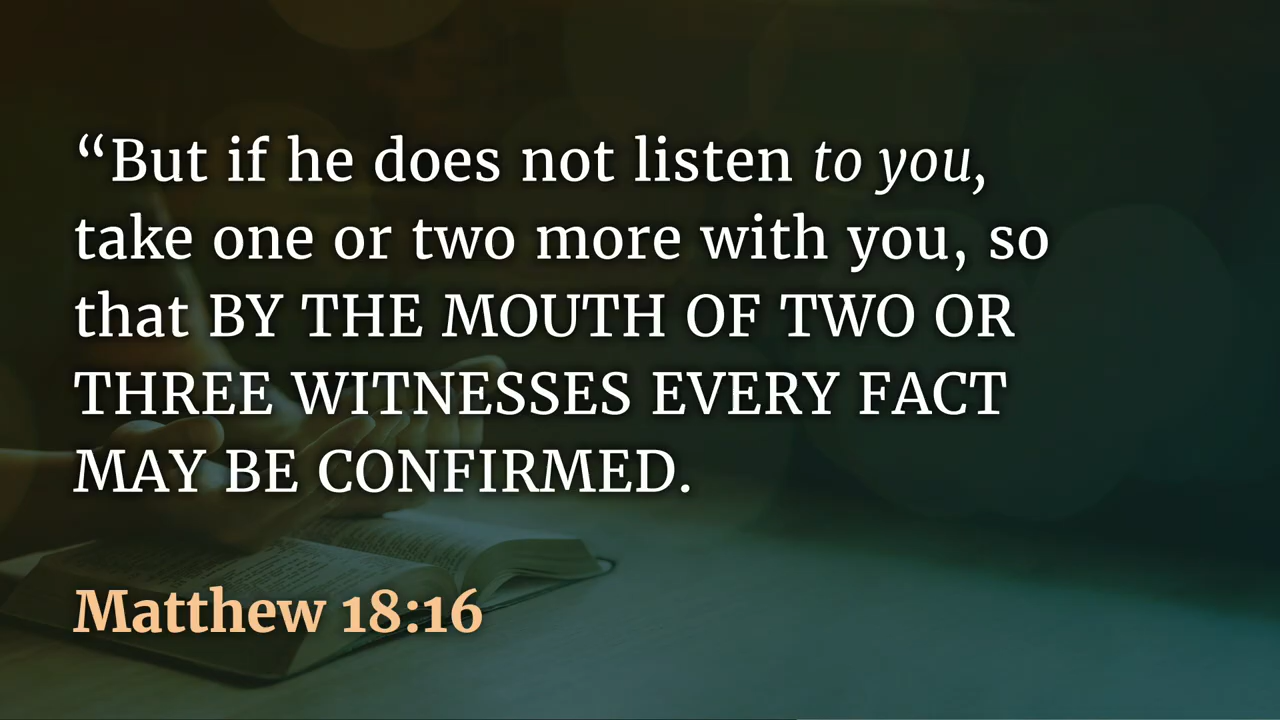 “But if he does not listen to you,
take one or two more with you, so
that BY THE MOUTH OF TWO OR
THREE WITNESSES EVERY FACT
MAY BE CONFIRMED.
Matthew 18:16